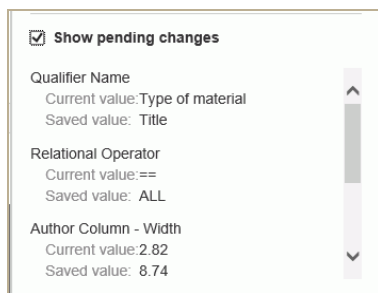 Show pending changes
Qualifier Name
Current value:Type of material
Saved value: Title
Relational Operator
Current value:==
Saved value: ALL
Author Column - Width
Current value:2.82
Saved value: 8.74